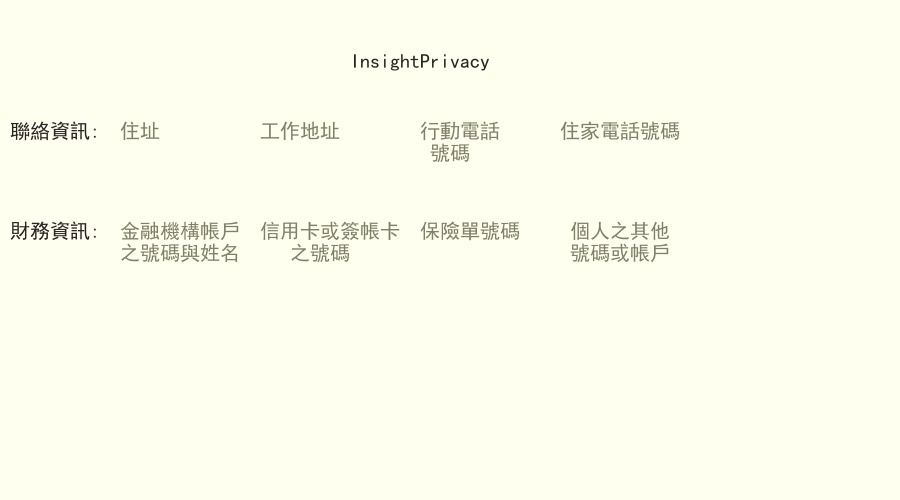 InsightPrivacy
聯絡資訊: 住址 工作地址 行動電話 住家電話號碼
號碼
財務資訊: 金融機構帳戶 信用卡或簽帳卡 保險單號碼 個人之其他
之號碼與姓名 之號碼 號碼或帳戶